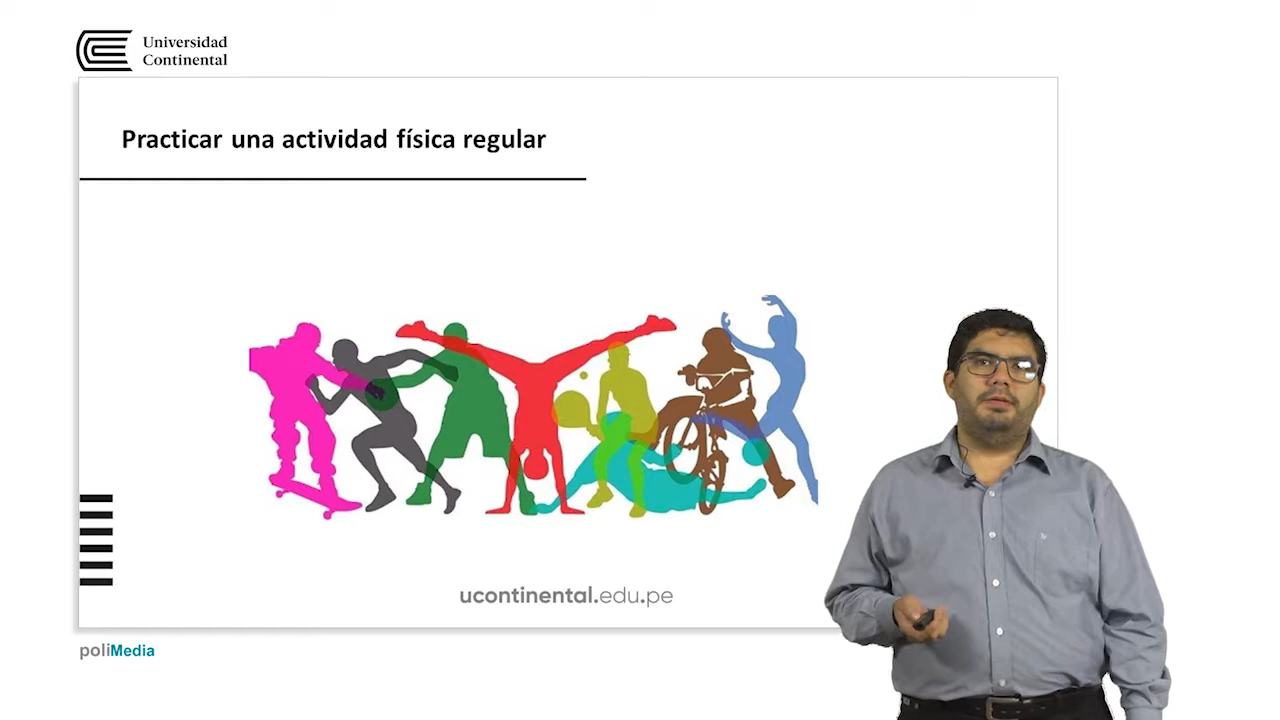 Universidad
Continental
Practicar una actividad física regular
ucontinental.edu.pe
poliMedia